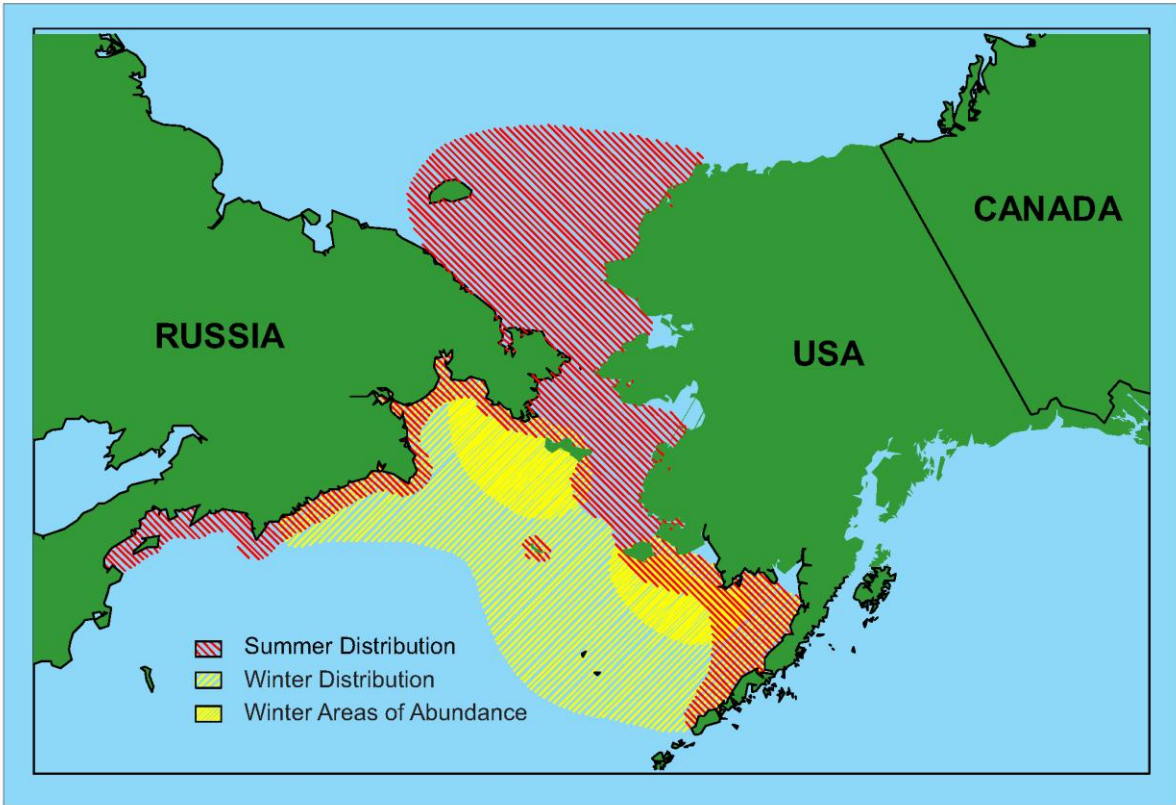 CANADA
RUSSIA
USA
Summer Distribution
Winter Distribution
Winter Areas of Abundance